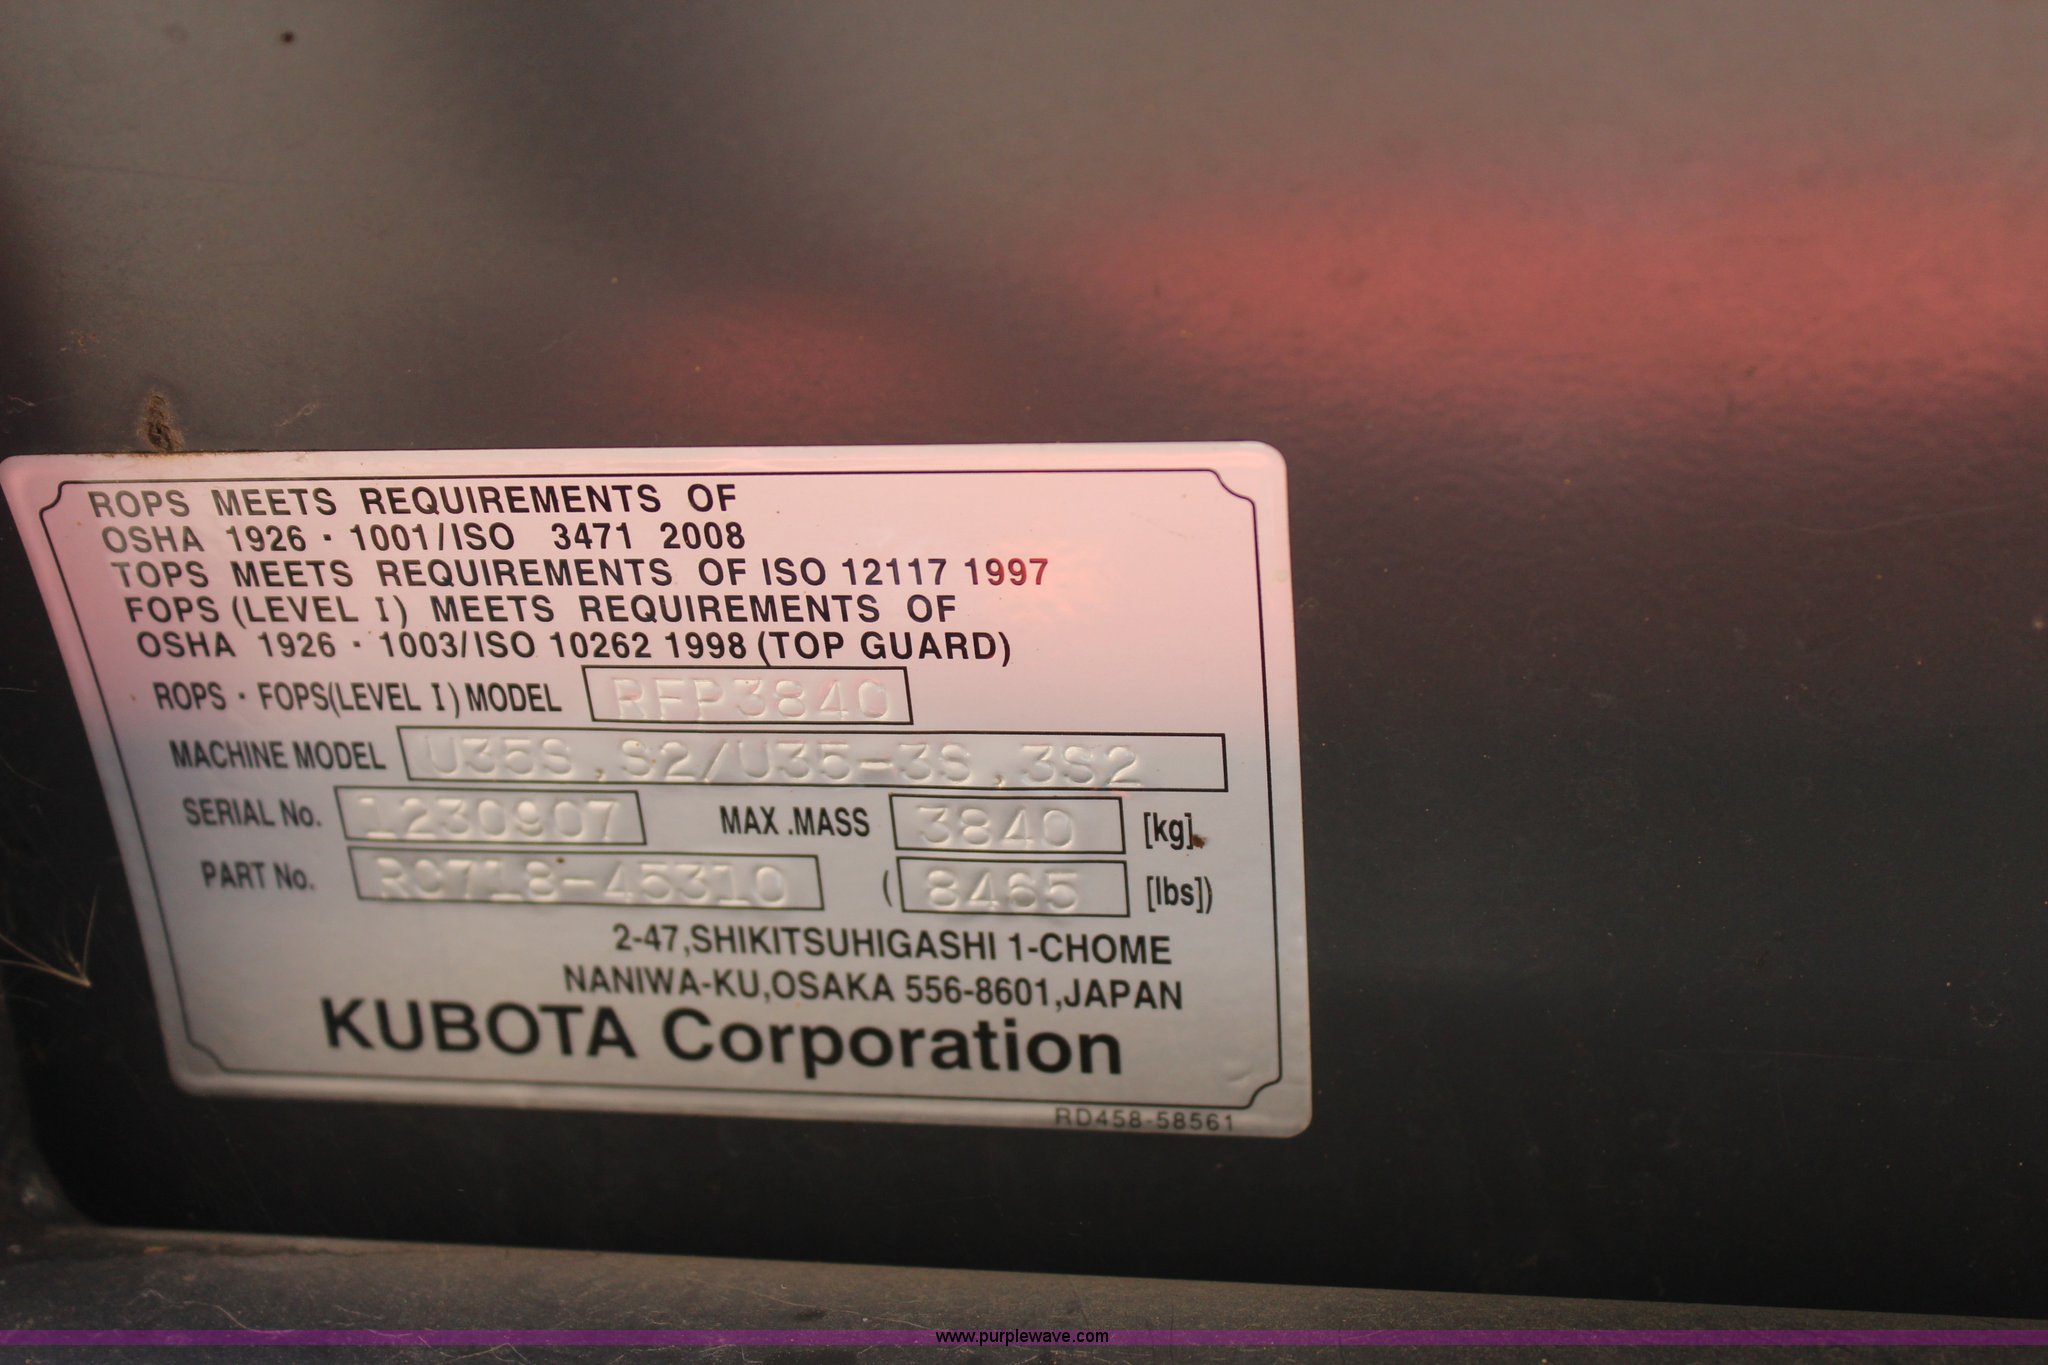 ROPS MEETS REQUIREMENTS OF
OSHA 1926 · 1001/ISO 3471 2008
TOPS MEETS REQUIREMENTS OF ISO 12117 1997
FOPS (LEVEL I) MEETS REQUIREMENTS OF
OSHA 1926 · 1003/ISO 10262 1998 (TOP GUARD)
ROPS · FOPS(LEVEL I) MODEL RFP3840
MACHINE MODEL U35S,S2/U35-3S,3S2
SERIAL No. 1230907 MAX .MASS 3840 [kg]
PART No. RC718-45310 (8465 [lbs])
2-47,SHIKITSUHIGASHI 1-CHOME
NANIWA-KU,OSAKA 556-8601,JAPAN
KUBOTA Corporation
RD458-58561
www.purplewave.com